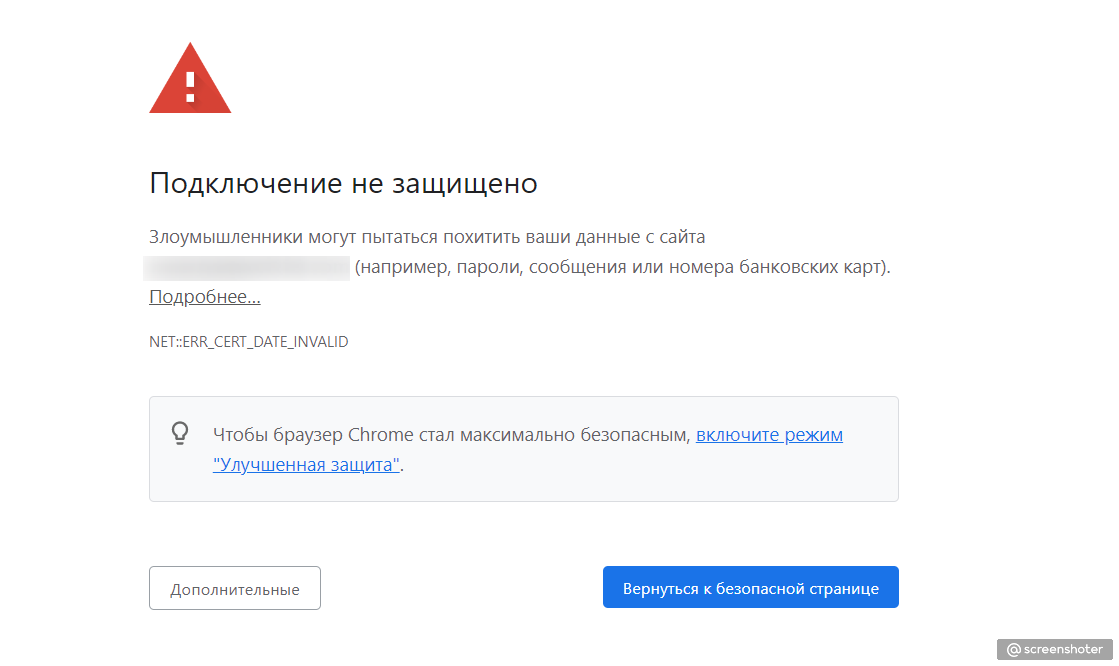 Подключение не защищено
Злоумышленники могут пытаться похитить ваши данные с сайта
(например, пароли, сообщения или номера банковских карт).
Подробнее...
NET::ERR_CERT_DATE_INVALID
Чтобы браузер Chrome стал максимально безопасным, включите режим
"Улучшенная защита".
Дополнительные
Вернуться к безопасной странице
@screenshoter